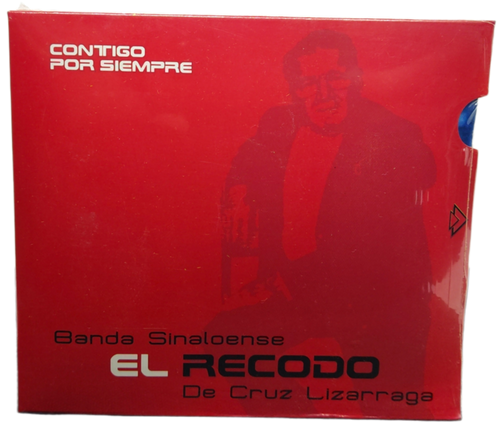 CONTIGO
POR SIEMPRE
Banda Sinaloense
EL RECODO
De Cruz Lizarraga